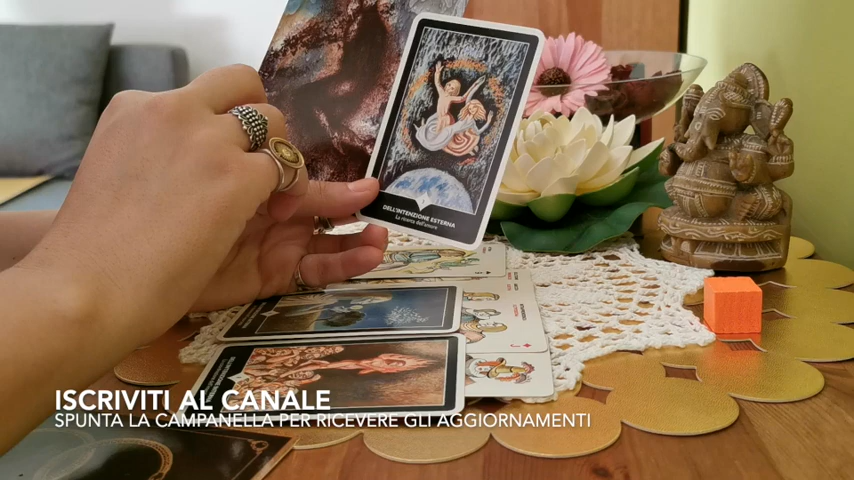 DELL'INTENZIONE ESTERNA
La ricerca dell'amore
ISCRIVITI AL CANALE
SPUNTA LA CAMPANELLA PER RICEVERE GLI AGGIORNAMENTI